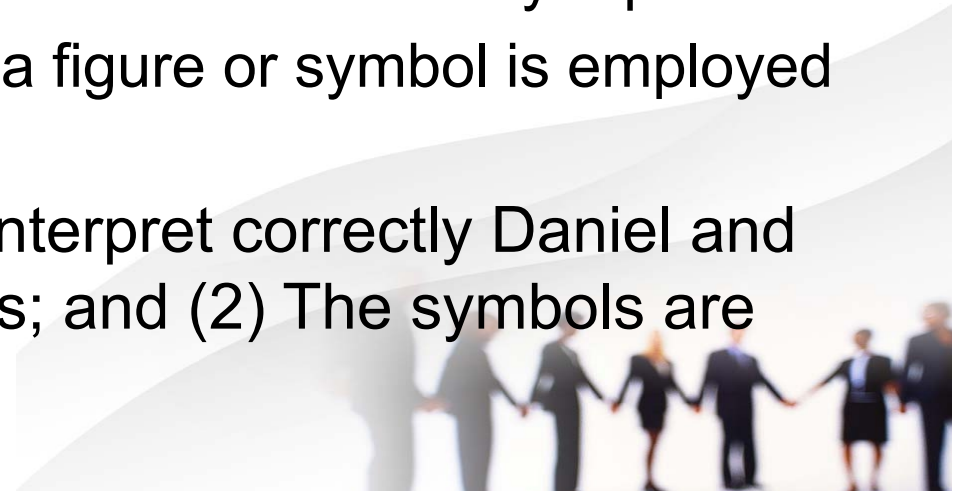 a figure or symbol is employed
nterpret correctly Daniel and
s; and (2) The symbols are